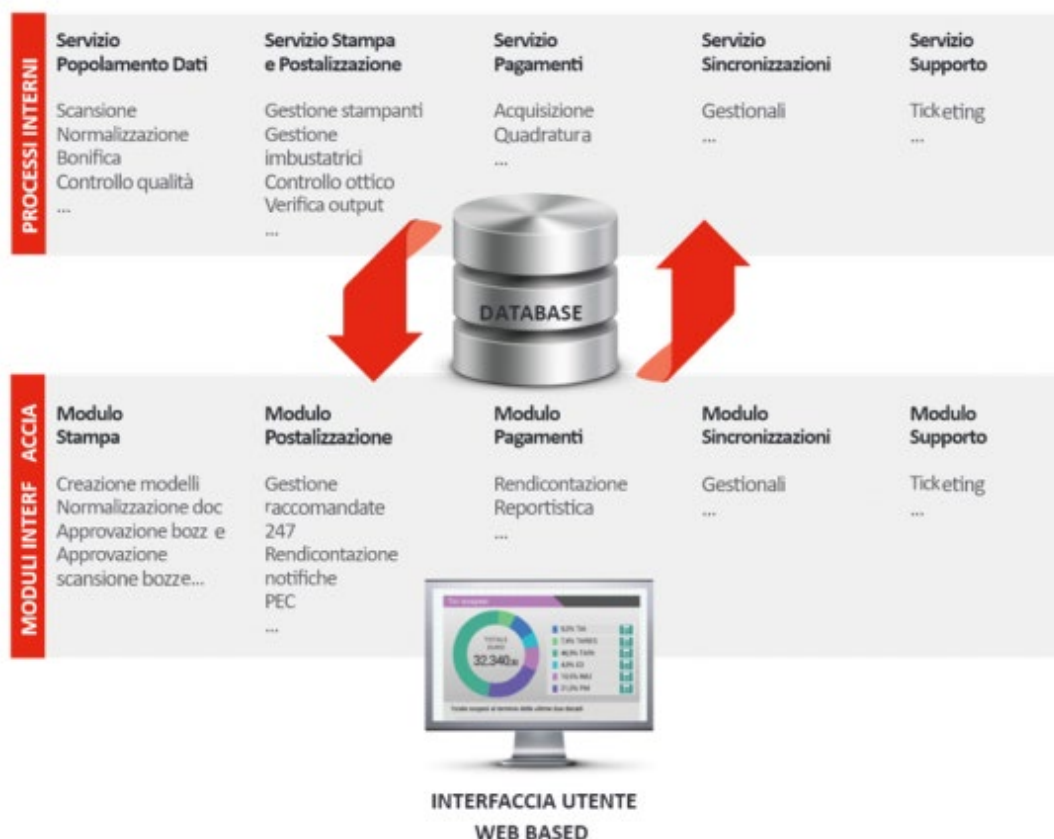 PROCESSI INTERNI
Servizio
Popolamento Dati
Scansione
Normalizzazione
Bonifica
Controllo qualità
...
Servizio Stampa
e Postalizzazione
Gestione stampanti
Gestione
imbustatrici
Controllo ottico
Verifica output
...
Servizio
Pagamenti
Acquisizione
Quadratura
...
Servizio
Sincronizzazioni
Gestionali
...
Servizio
Supporto
Ticketing
...
DATABASE
MODULI INTERF ACCIA
Modulo
Stampa
Creazione modelli
Normalizzazione doc
Approvazione bozz e
Approvazione
scansione bozze...
Modulo
Postalizzazione
Gestione
raccomandate
247
Rendicontazione
notifiche
PEC
...
Modulo
Pagamenti
Rendicontazione
Reportistica
...
Modulo
Sincronizzazioni
Gestionali
...
Modulo
Supporto
Ticketing
...
TOTALE
EURO
32.340
INTERFACCIA UTENTE
WEB BASED